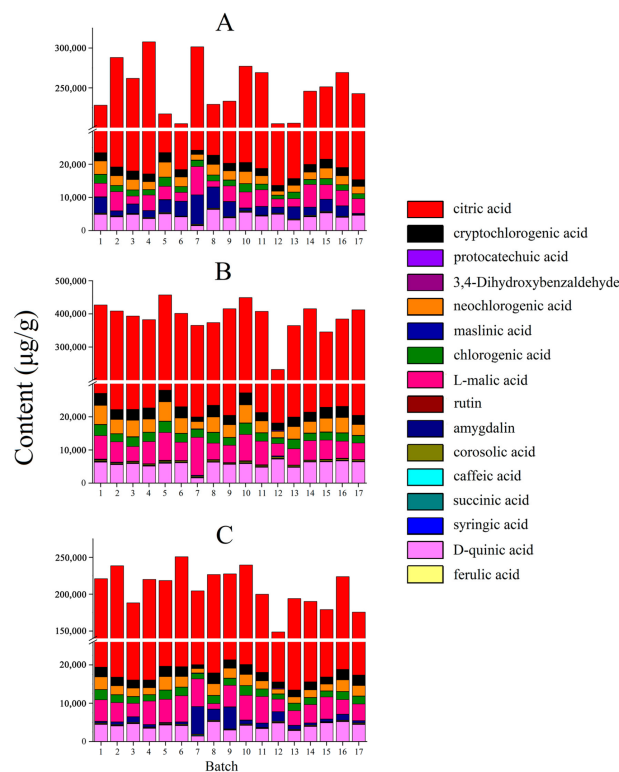 A
300,000
250,000
20,000
10,000
0
1 2 3 4 5 6 7 8 9 10 11 12 13 14 15 16 17
B
500,000
400,000
300,000
20,000
10,000
0
1 2 3 4 5 6 7 8 9 10 11 12 13 14 15 16 17
C
250,000
200,000
150,000
20,000
10,000
0
1 2 3 4 5 6 7 8 9 10 11 12 13 14 15 16 17
Batch
Content (μg/g)
citric acid
cryptochlorogenic acid
protocatechuic acid
3,4-Dihydroxybenzaldehyde
neochlorogenic acid
maslinic acid
chlorogenic acid
L-malic acid
rutin
amygdalin
corosolic acid
caffeic acid
succinic acid
syringic acid
D-quinic acid
ferulic acid